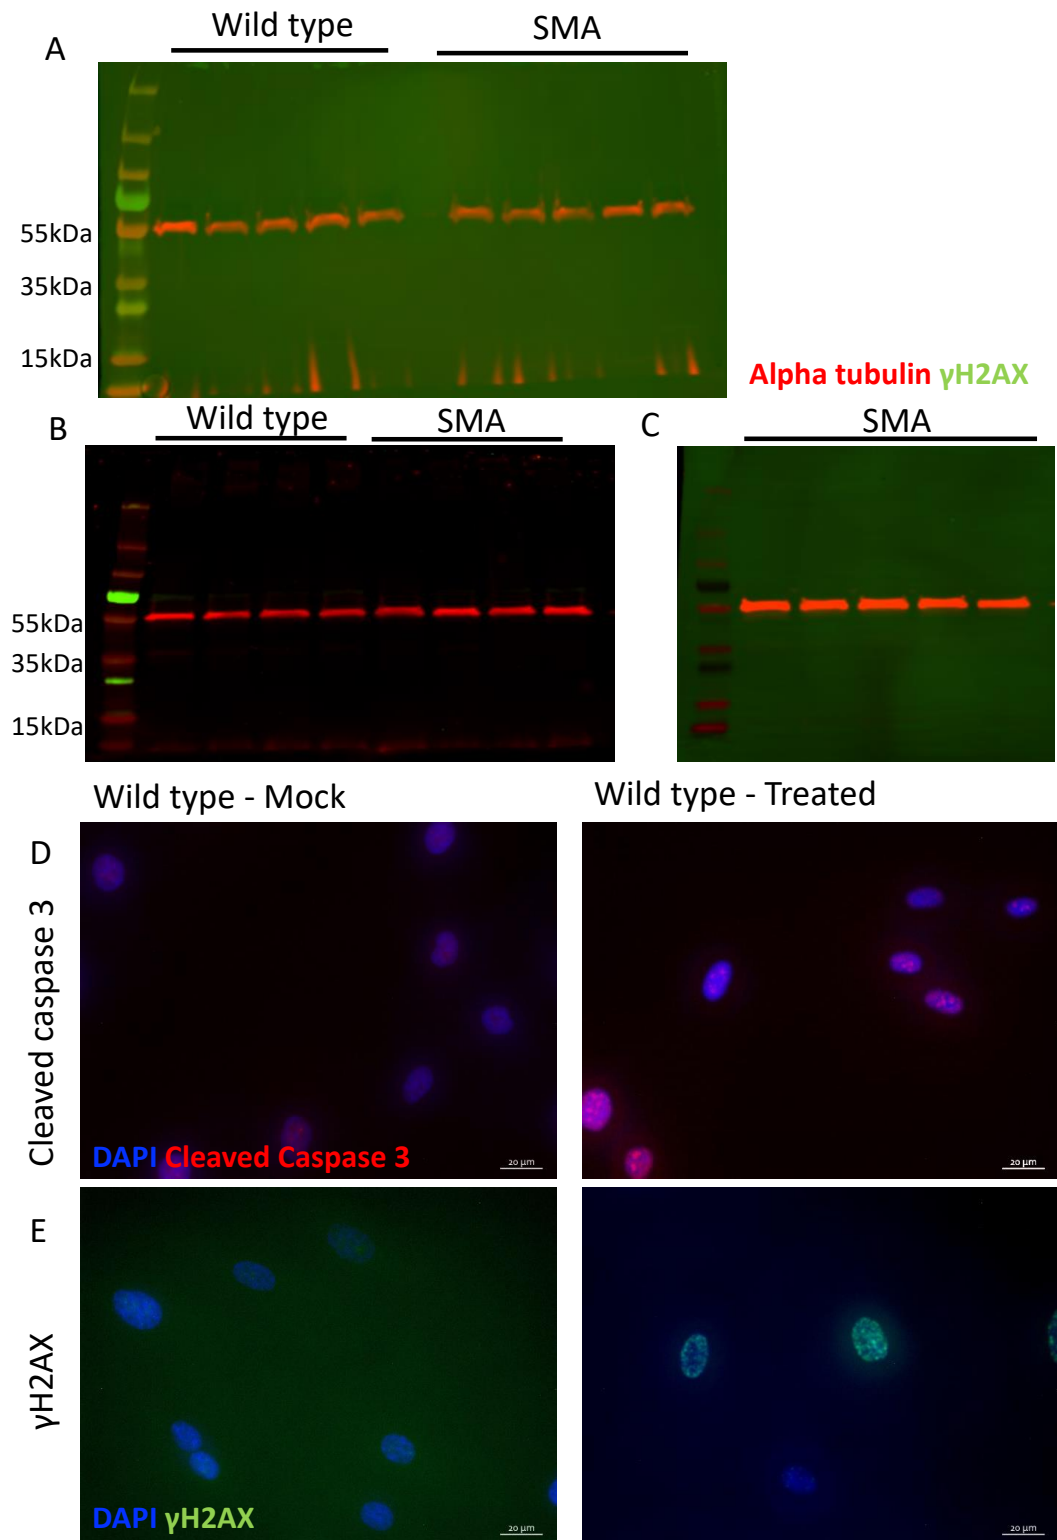 A
Wild type
SMA
55kDa
35kDa
15kDa
Alpha tubulin γH2AX
B
Wild type
SMA
C
SMA
55kDa
35kDa
15kDa
Wild type - Mock
Wild type - Treated
D
Cleaved caspase 3
DAPI Cleaved Caspase 3
20 µm
20 µm
E
γH2AX
DAPI γH2AX
20 µm
20 µm